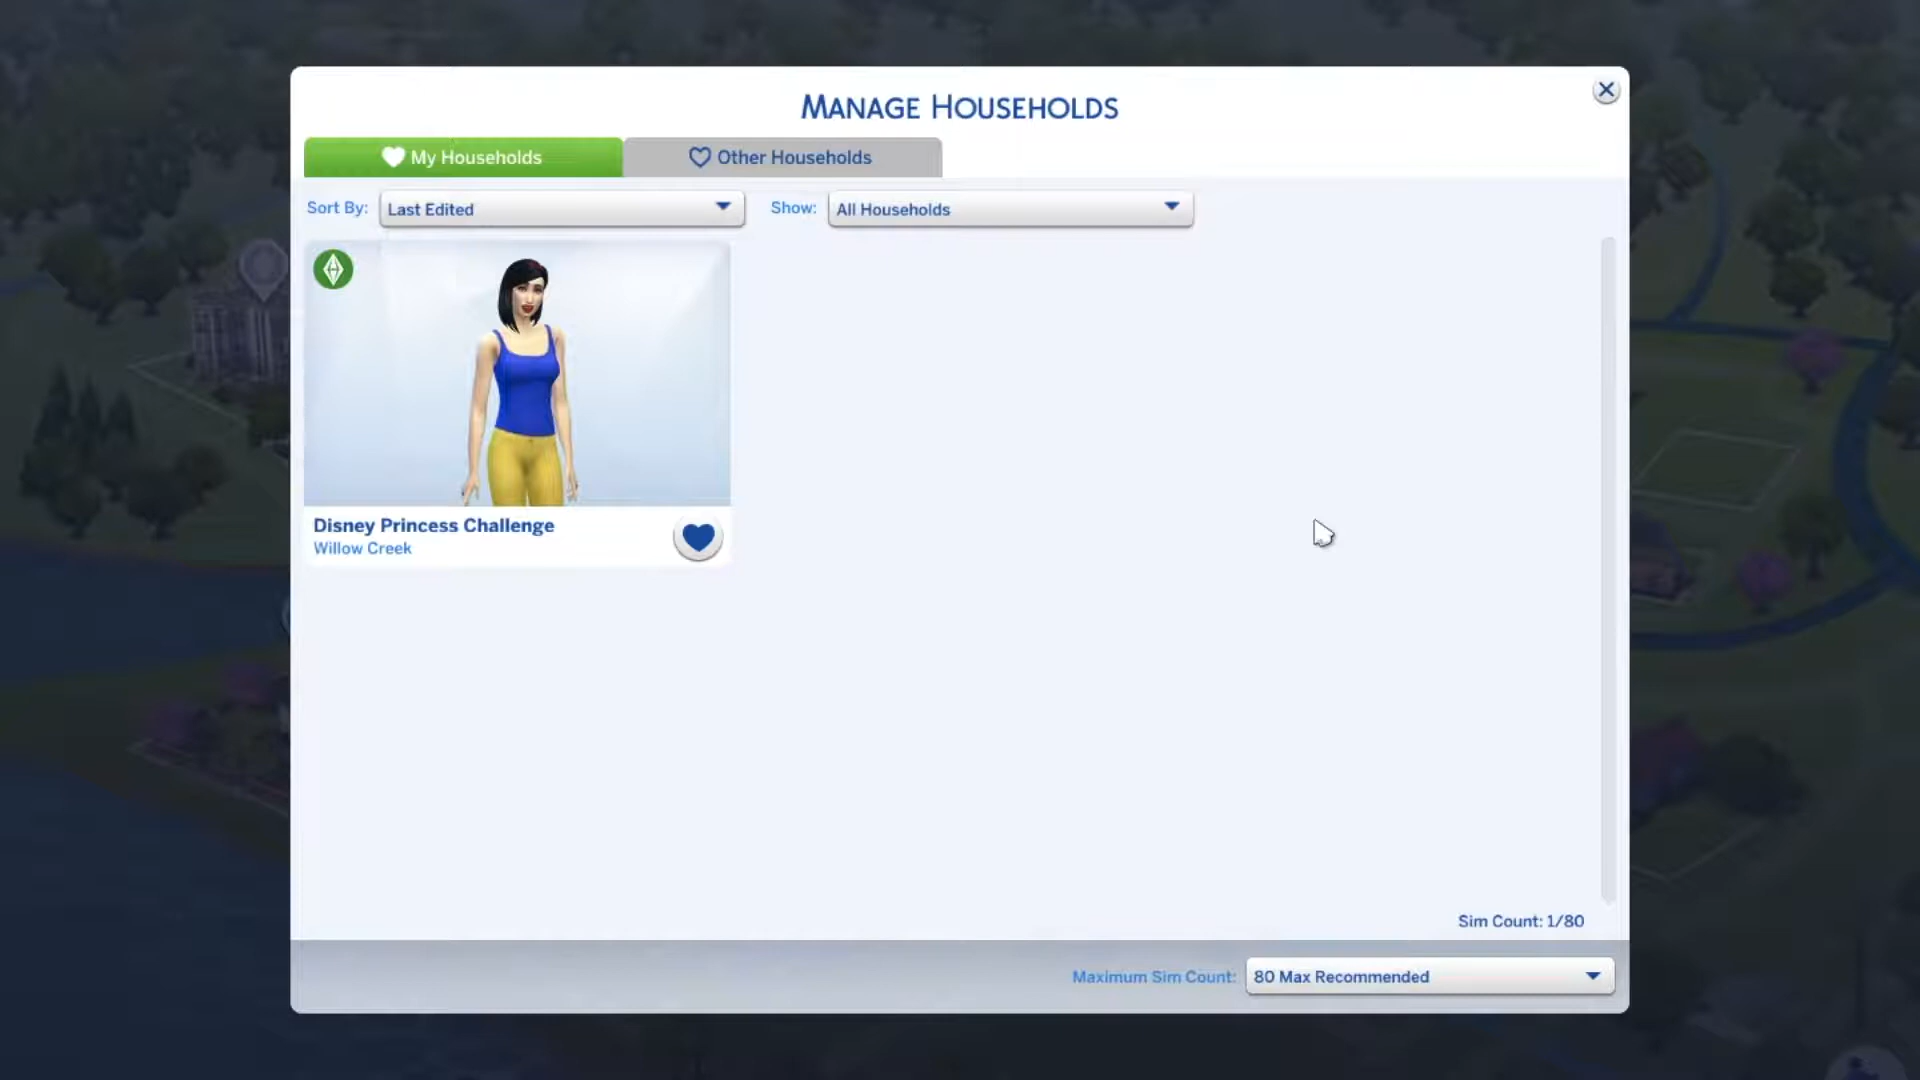 MANAGE HOUSEHOLDS
My Households
Other Households
Sort By: Last Edited
Show: All Households
Disney Princess Challenge
Willow Creek
Sim Count: 1/80
Maximum Sim Count: 80 Max Recommended